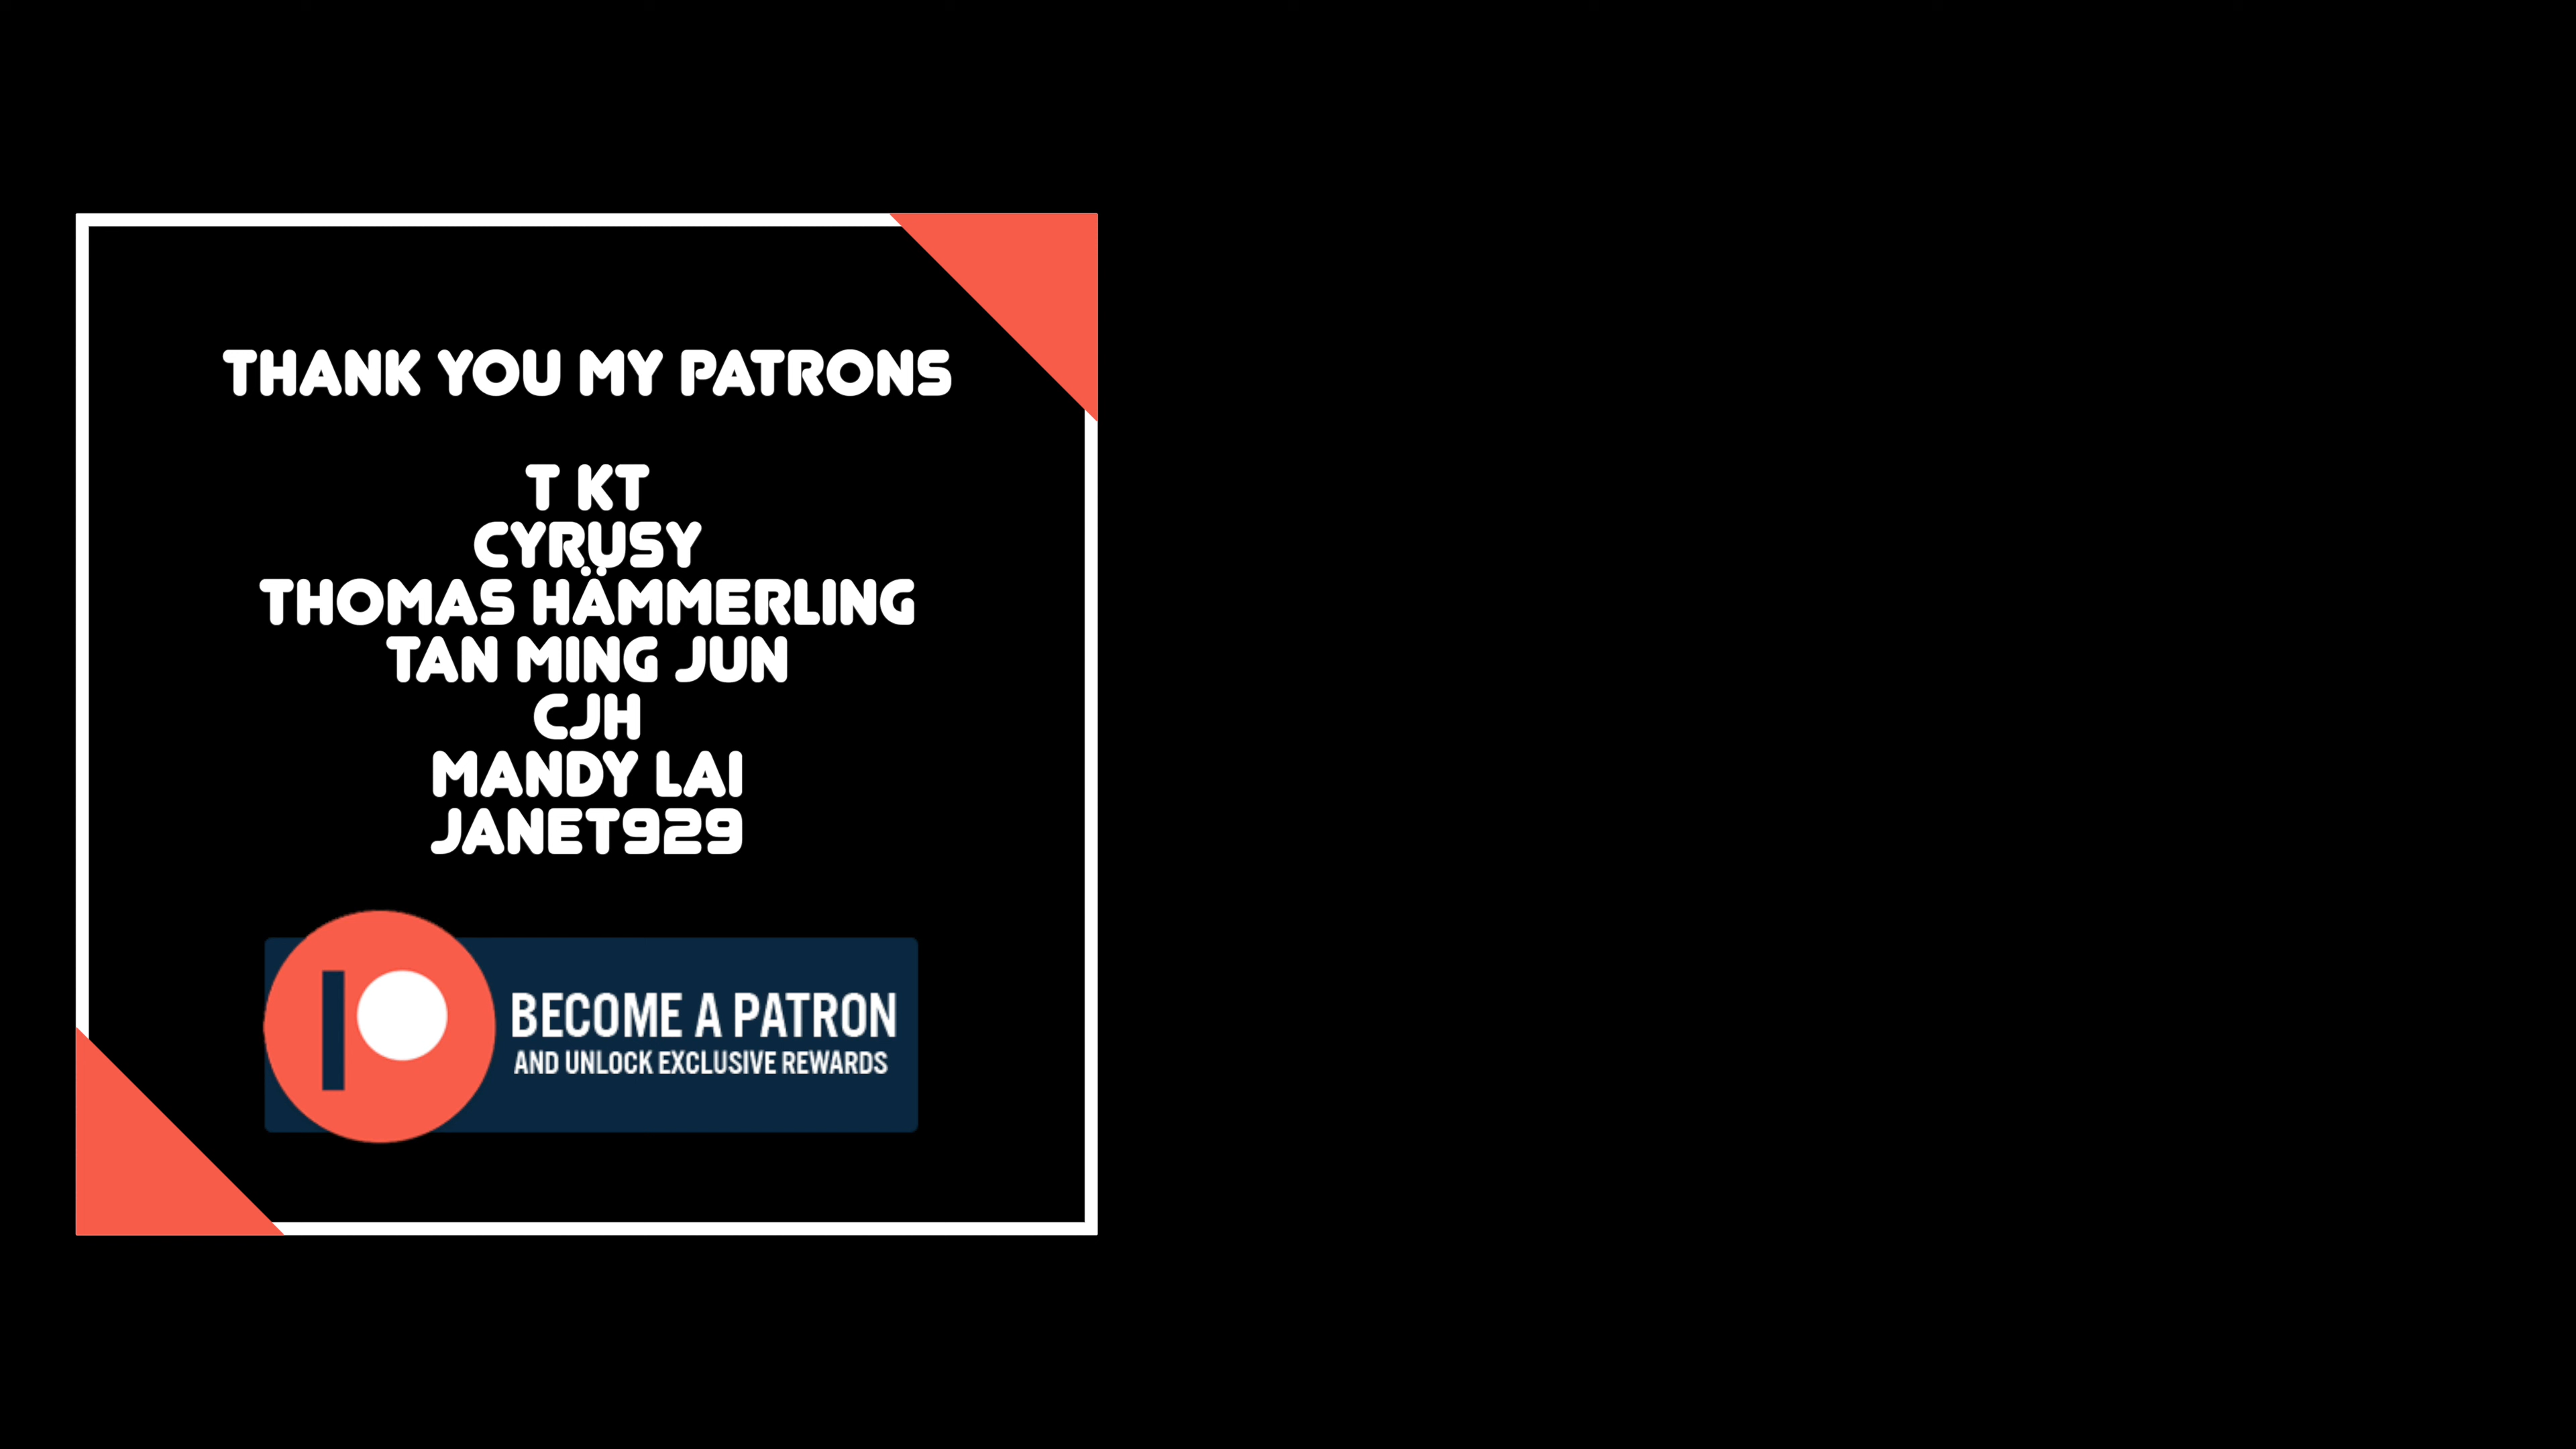 THANK YOU MY PATRONS
T KT
CYRUSY
THOMAS HÄMMERLING
TAN MING JUN
CJH
MANDY LAI
JANET929
BECOME A PATRON
AND UNLOCK EXCLUSIVE REWARDS